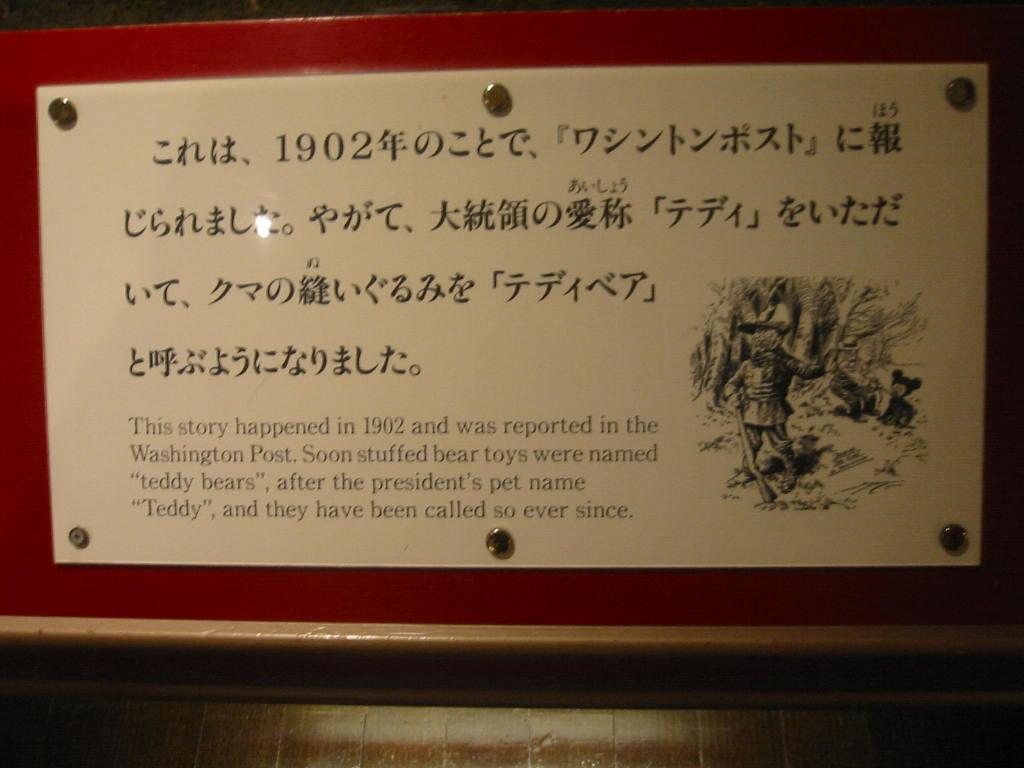 これは、1902年のことで、『ワシントンポスト』に報
じられました。やがて、大統領の愛称「テディ」をいただ
いて、クマの縫いぐるみを「テディベア」
と呼ぶようになりました。
This story happened in 1902 and was reported in the
Washington Post. Soon stuffed bear toys were named
“teddy bears”, after the president’s pet name
“Teddy”, and they have been called so ever since.